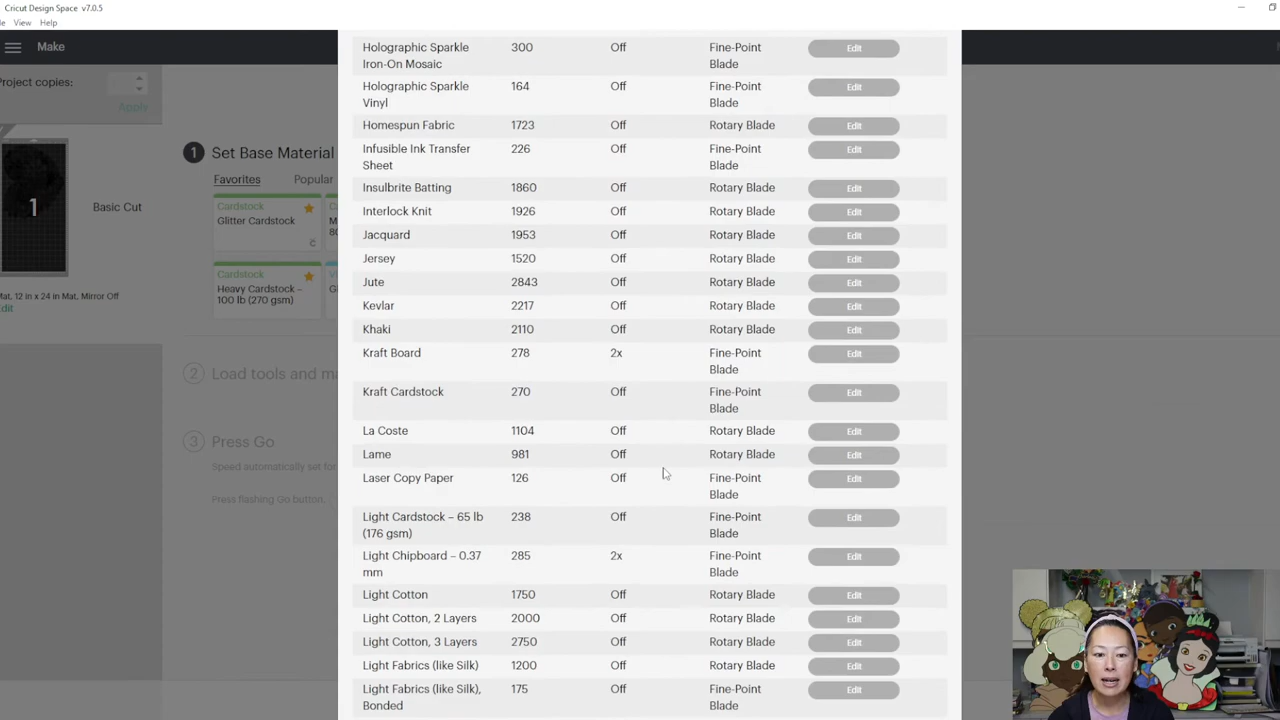 Cricut Design Space v7.0.5
le View Help
Make
Project copies:
Apply
1
Basic Cut
Mat, 12 in x 24 in Mat, Mirror Off
Edit
1 Set Base Material
Favorites Popular
Cardstock
Glitter Cardstock
Cardstock
Heavy Cardstock –
100 lb (270 gsm)
2 Load tools and ma
3 Press Go
Speed automatically set for
Press flashing Go button.
Holographic Sparkle 300 Off Fine-Point Edit
Iron-On Mosaic Blade
Holographic Sparkle 164 Off Fine-Point Edit
Vinyl Blade
Homespun Fabric 1723 Off Rotary Blade Edit
Infusible Ink Transfer 226 Off Fine-Point Edit
Sheet Blade
Insulbrite Batting 1860 Off Rotary Blade Edit
Interlock Knit 1926 Off Rotary Blade Edit
Jacquard 1953 Off Rotary Blade Edit
Jersey 1520 Off Rotary Blade Edit
Jute 2843 Off Rotary Blade Edit
Kevlar 2217 Off Rotary Blade Edit
Khaki 2110 Off Rotary Blade Edit
Kraft Board 278 2x Fine-Point Edit
Blade
Kraft Cardstock 270 Off Fine-Point Edit
Blade
La Coste 1104 Off Rotary Blade Edit
Lame 981 Off Rotary Blade Edit
Laser Copy Paper 126 Off Fine-Point Edit
Blade
Light Cardstock – 65 lb 238 Off Fine-Point Edit
(176 gsm) Blade
Light Chipboard – 0.37 285 2x Fine-Point Edit
mm Blade
Light Cotton 1750 Off Rotary Blade Edit
Light Cotton, 2 Layers 2000 Off Rotary Blade Edit
Light Cotton, 3 Layers 2750 Off Rotary Blade Edit
Light Fabrics (like Silk) 1200 Off Rotary Blade Edit
Light Fabrics (like Silk), 175 Off Fine-Point Edit
Bonded Blade